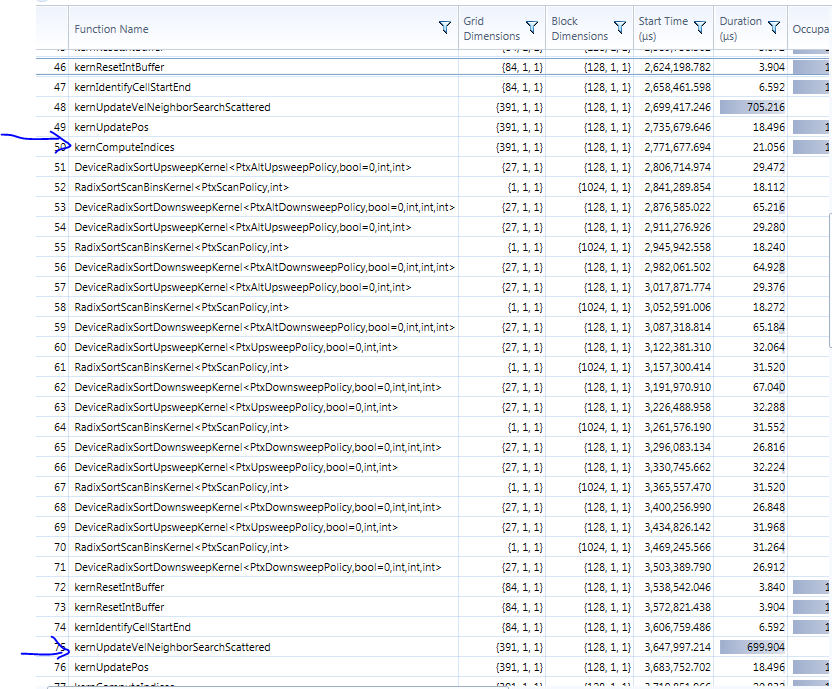 Function Name Grid Dimensions Block Dimensions Start Time (μs) Duration (μs) Occupa
46 kernResetIntBuffer {84, 1, 1} {128, 1, 1} 2,624,198.782 3.904 1
47 kernIdentifyCellStartEnd {84, 1, 1} {128, 1, 1} 2,658,461.598 6.592 1
48 kernUpdateVelNeighborSearchScattered {391, 1, 1} {128, 1, 1} 2,699,417.246 705.216
49 kernUpdatePos {391, 1, 1} {128, 1, 1} 2,735,679.646 18.496 1
50 kernComputeIndices {391, 1, 1} {128, 1, 1} 2,771,677.694 21.056 1
51 DeviceRadixSortUpsweepKernel<PtxAltUpsweepPolicy,bool=0,int,int> {27, 1, 1} {128, 1, 1} 2,806,714.974 29.472
52 RadixSortScanBinsKernel<PtxScanPolicy,int> {1, 1, 1} {1024, 1, 1} 2,841,289.854 18.112
53 DeviceRadixSortDownsweepKernel<PtxAltDownsweepPolicy,bool=0,int,int,int> {27, 1, 1} {128, 1, 1} 2,876,585.022 65.216
54 DeviceRadixSortUpsweepKernel<PtxAltUpsweepPolicy,bool=0,int,int> {27, 1, 1} {128, 1, 1} 2,911,276.926 29.280
55 RadixSortScanBinsKernel<PtxScanPolicy,int> {1, 1, 1} {1024, 1, 1} 2,945,942.558 18.240
56 DeviceRadixSortDownsweepKernel<PtxAltDownsweepPolicy,bool=0,int,int,int> {27, 1, 1} {128, 1, 1} 2,982,061.502 64.928
57 DeviceRadixSortUpsweepKernel<PtxAltUpsweepPolicy,bool=0,int,int> {27, 1, 1} {128, 1, 1} 3,017,871.774 29.376
58 RadixSortScanBinsKernel<PtxScanPolicy,int> {1, 1, 1} {1024, 1, 1} 3,052,591.006 18.272
59 DeviceRadixSortDownsweepKernel<PtxAltDownsweepPolicy,bool=0,int,int,int> {27, 1, 1} {128, 1, 1} 3,087,318.814 65.184
60 DeviceRadixSortUpsweepKernel<PtxUpsweepPolicy,bool=0,int,int> {27, 1, 1} {128, 1, 1} 3,122,381.310 32.064
61 RadixSortScanBinsKernel<PtxScanPolicy,int> {1, 1, 1} {1024, 1, 1} 3,157,300.414 31.520
62 DeviceRadixSortDownsweepKernel<PtxDownsweepPolicy,bool=0,int,int,int> {27, 1, 1} {128, 1, 1} 3,191,970.910 67.040
63 DeviceRadixSortUpsweepKernel<PtxUpsweepPolicy,bool=0,int,int> {27, 1, 1} {128, 1, 1} 3,226,488.958 32.288
64 RadixSortScanBinsKernel<PtxScanPolicy,int> {1, 1, 1} {1024, 1, 1} 3,261,576.190 31.552
65 DeviceRadixSortDownsweepKernel<PtxDownsweepPolicy,bool=0,int,int,int> {27, 1, 1} {128, 1, 1} 3,296,083.134 26.816
66 DeviceRadixSortUpsweepKernel<PtxUpsweepPolicy,bool=0,int,int> {27, 1, 1} {128, 1, 1} 3,330,745.662 32.224
67 RadixSortScanBinsKernel<PtxScanPolicy,int> {1, 1, 1} {1024, 1, 1} 3,365,557.470 31.520
68 DeviceRadixSortDownsweepKernel<PtxDownsweepPolicy,bool=0,int,int,int> {27, 1, 1} {128, 1, 1} 3,400,256.990 26.848
69 DeviceRadixSortUpsweepKernel<PtxUpsweepPolicy,bool=0,int,int> {27, 1, 1} {128, 1, 1} 3,434,826.142 31.968
70 RadixSortScanBinsKernel<PtxScanPolicy,int> {1, 1, 1} {1024, 1, 1} 3,469,245.566 31.264
71 DeviceRadixSortDownsweepKernel<PtxDownsweepPolicy,bool=0,int,int,int> {27, 1, 1} {128, 1, 1} 3,503,389.790 26.912
72 kernResetIntBuffer {84, 1, 1} {128, 1, 1} 3,538,542.046 3.840 1
73 kernResetIntBuffer {84, 1, 1} {128, 1, 1} 3,572,821.438 3.904 1
74 kernIdentifyCellStartEnd {84, 1, 1} {128, 1, 1} 3,606,759.486 6.592 1
75 kernUpdateVelNeighborSearchScattered {391, 1, 1} {128, 1, 1} 3,647,997.214 699.904
76 kernUpdatePos {391, 1, 1} {128, 1, 1} 3,683,752.702 18.496 1